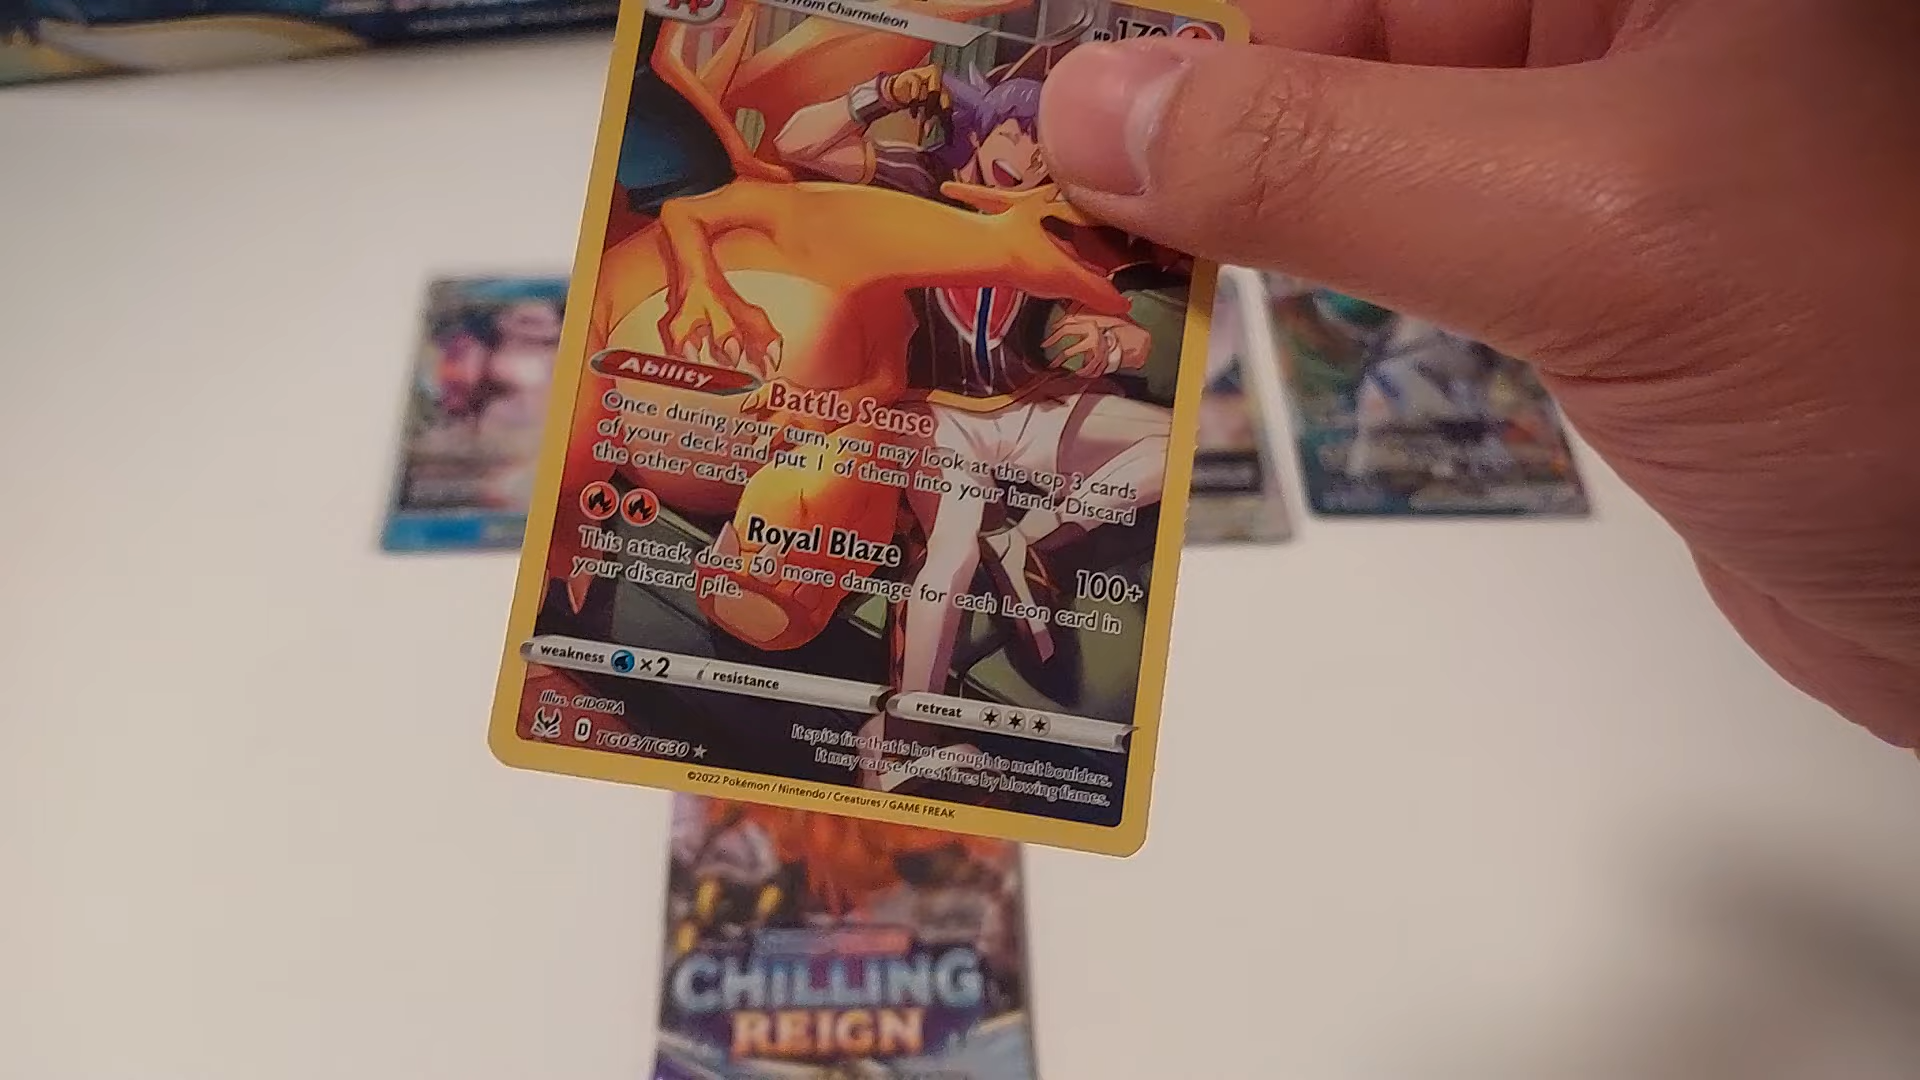 from Charmeleon
HP 170
Ability
Battle Sense
Once during your turn, you may look at the top 3 cards
of your deck and put 1 of them into your hand. Discard
the other cards.
Royal Blaze
100+
This attack does 50 more damage for each Leon card in
your discard pile.
weakness ×2
resistance
retreat
Illus. GIDORA
D TG03/TG30
It spits fire that is hot enough to melt boulders.
It may cause forest fires by blowing flames.
©2022 Pokémon / Nintendo / Creatures / GAME FREAK
CHILLING
REIGN